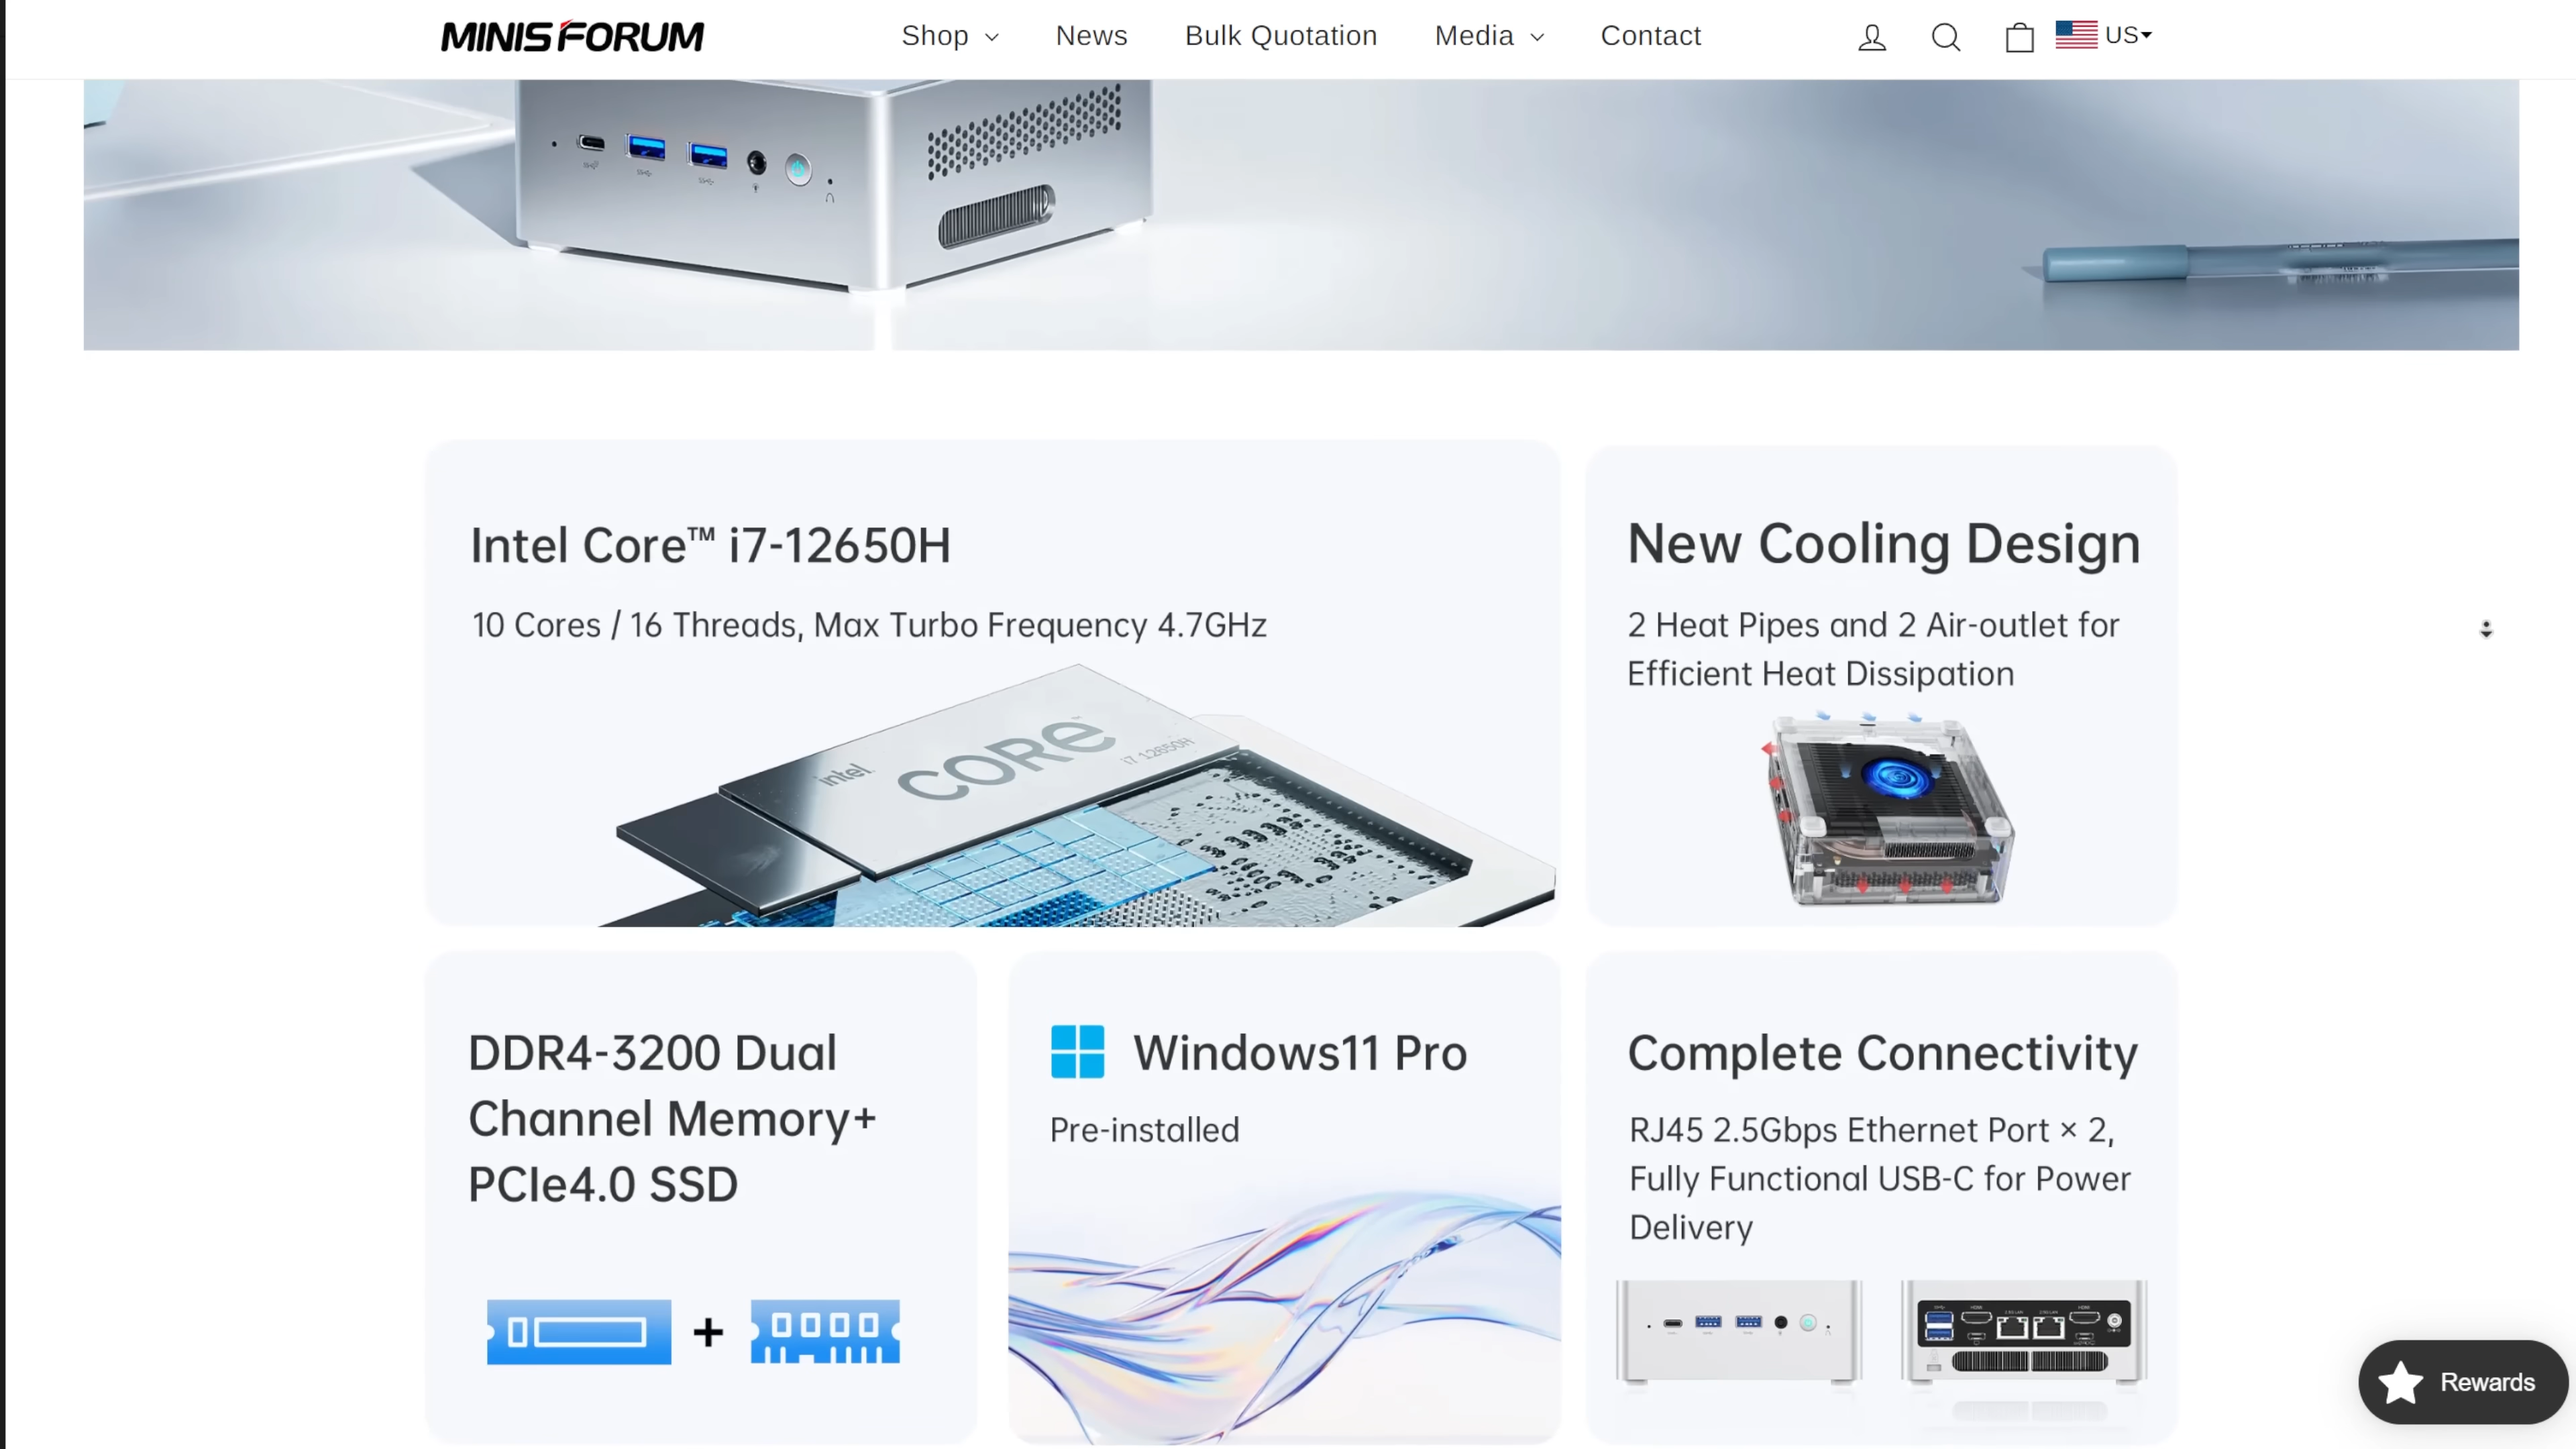 MINISFORUM
Shop
News
Bulk Quotation
Media
Contact
US
Intel Core™ i7-12650H
10 Cores / 16 Threads, Max Turbo Frequency 4.7GHz
intel
CORe
i7 12650H
New Cooling Design
2 Heat Pipes and 2 Air-outlet for
Efficient Heat Dissipation
DDR4-3200 Dual
Channel Memory+
PCIe4.0 SSD
Windows11 Pro
Pre-installed
Complete Connectivity
RJ45 2.5Gbps Ethernet Port × 2,
Fully Functional USB-C for Power
Delivery
Rewards